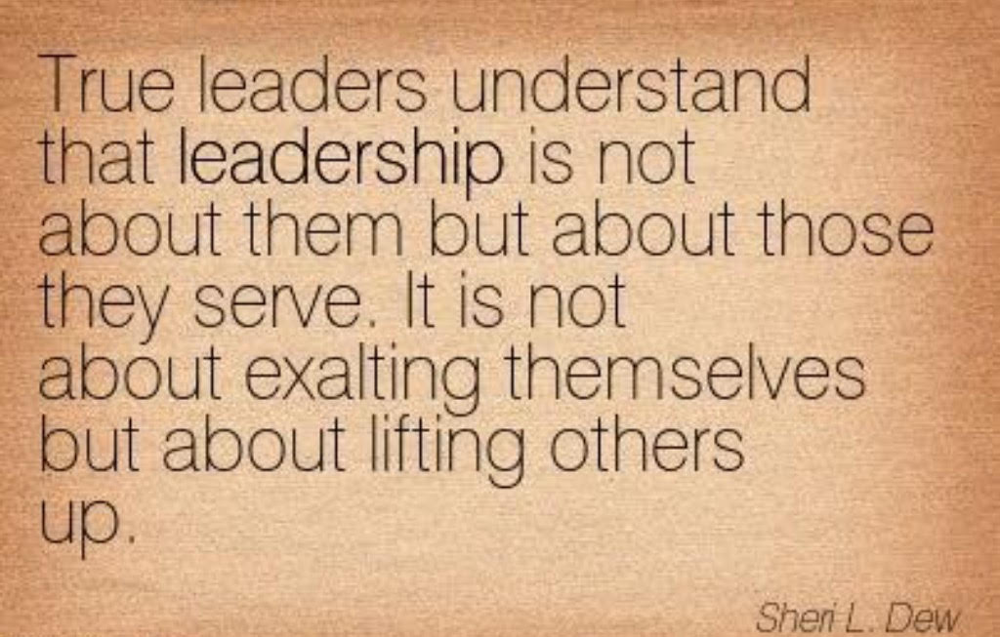 True leaders understand
that leadership is not
about them but about those
they serve. It is not
about exalting themselves
but about lifting others
up.
Sheri L. Dew